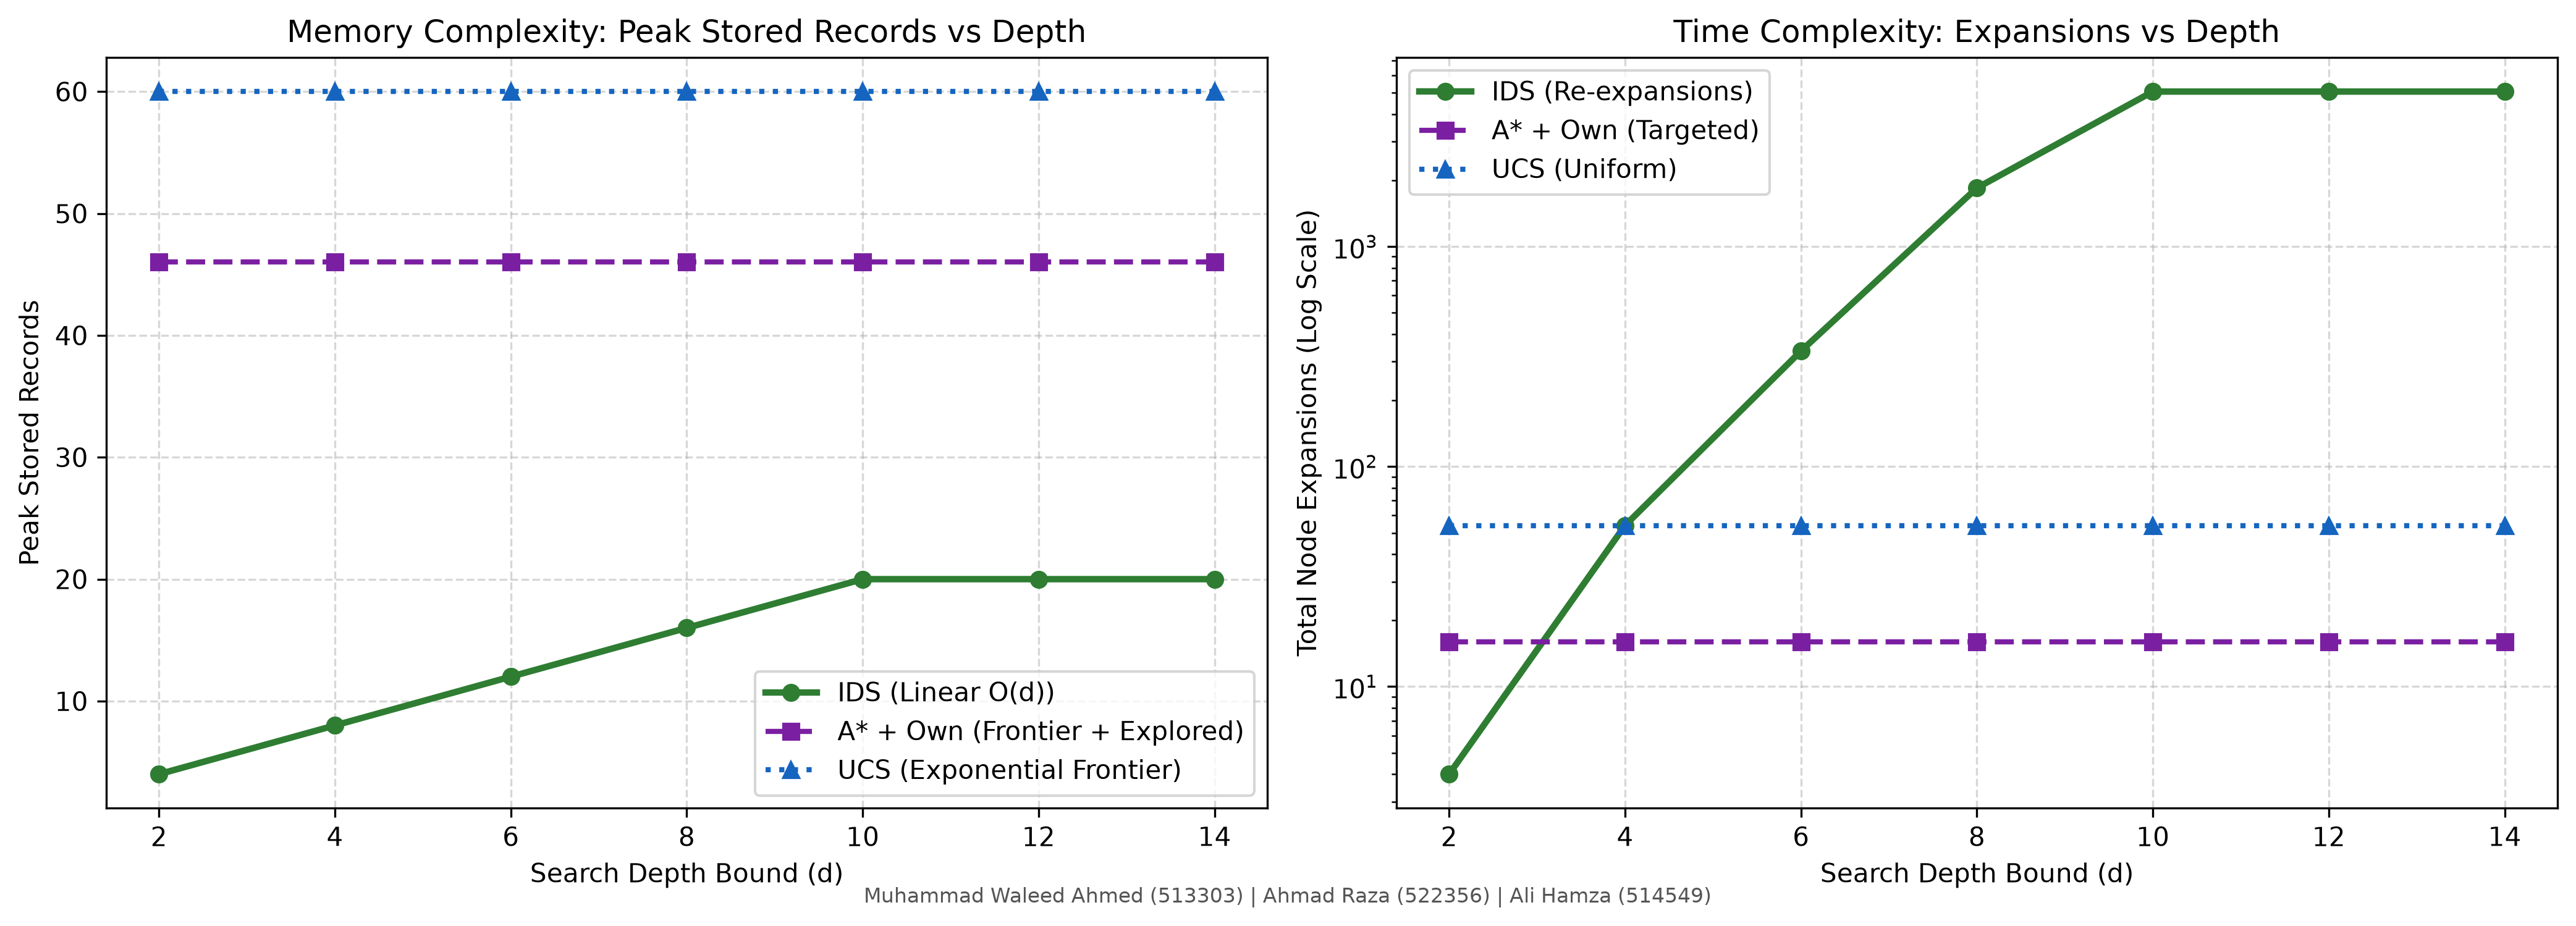 Memory Complexity: Peak Stored Records vs Depth
Peak Stored Records
60
50
40
30
20
10
IDS (Linear O(d))
A* + Own (Frontier + Explored)
UCS (Exponential Frontier)
2 4 6 8 10 12 14
Search Depth Bound (d)
Time Complexity: Expansions vs Depth
Total Node Expansions (Log Scale)
IDS (Re-expansions)
A* + Own (Targeted)
UCS (Uniform)
10³
10²
10¹
2 4 6 8 10 12 14
Search Depth Bound (d)
Muhammad Waleed Ahmed (513303) | Ahmad Raza (522356) | Ali Hamza (514549)